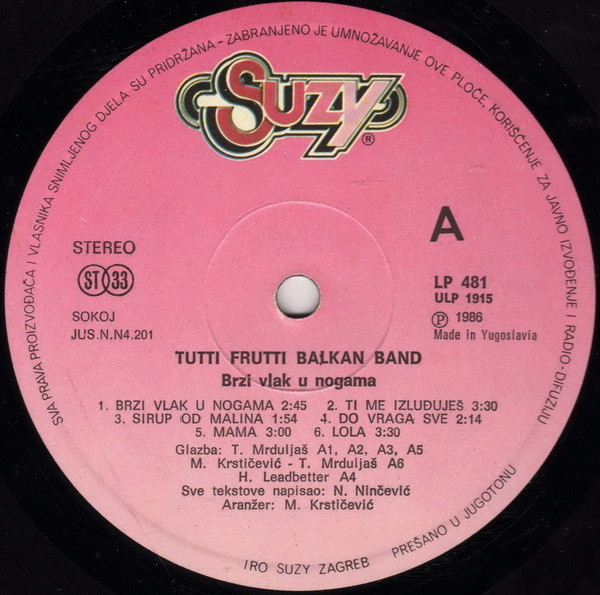 SVA PRAVA PROIZVOĐAČA I VLASNIKA SNIMLJENOG DJELA SU PRIDRŽANA - ZABRANJENO JE UMNOŽAVANJE OVE PLOČE, KORIŠĆENJE ZA JAVNO IZVOĐENJE I RADIO-DIFUZIJU
SUZY ®
STEREO
ST 33
SOKOJ
JUS.N.N4.201
A
LP 481
ULP 1915
Ⓟ 1986
Made in Yugoslavia
TUTTI FRUTTI BALKAN BAND
Brzi vlak u nogama
1. BRZI VLAK U NOGAMA 2:45 2. TI ME IZLUĐUJEŠ 3:30
3. SIRUP OD MALINA 1:54 4. DO VRAGA SVE 2:14
5. MAMA 3:00 6. LOLA 3:30
Glazba: T. Mrduljaš A1, A2, A3, A5
M. Krstičević - T. Mrduljaš A6
H. Leadbetter A4
Sve tekstove napisao: N. Ninčević
Aranžer: M. Krstičević
IRO SUZY ZAGREB
PREŠANO U JUGOTONU